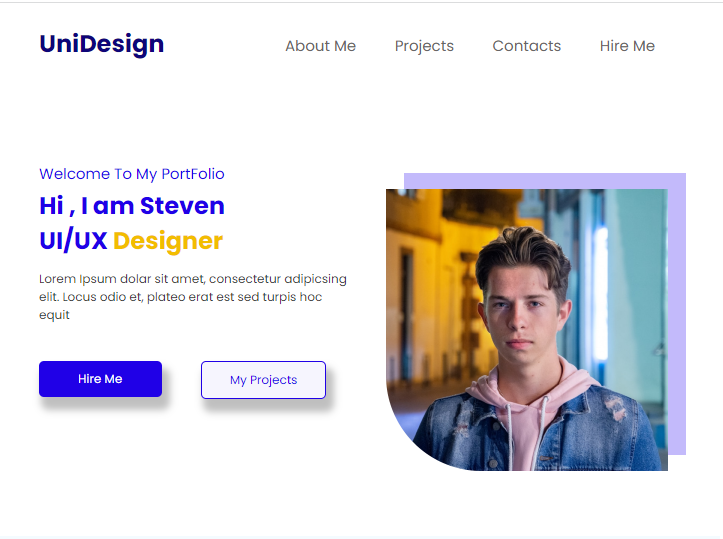 UniDesign
About Me
Projects
Contacts
Hire Me
Welcome To My PortFolio
Hi , I am Steven
UI/UX Designer
Lorem Ipsum dolar sit amet, consectetur adipicsing
elit. Locus odio et, plateo erat est sed turpis hoc
equit
Hire Me
My Projects